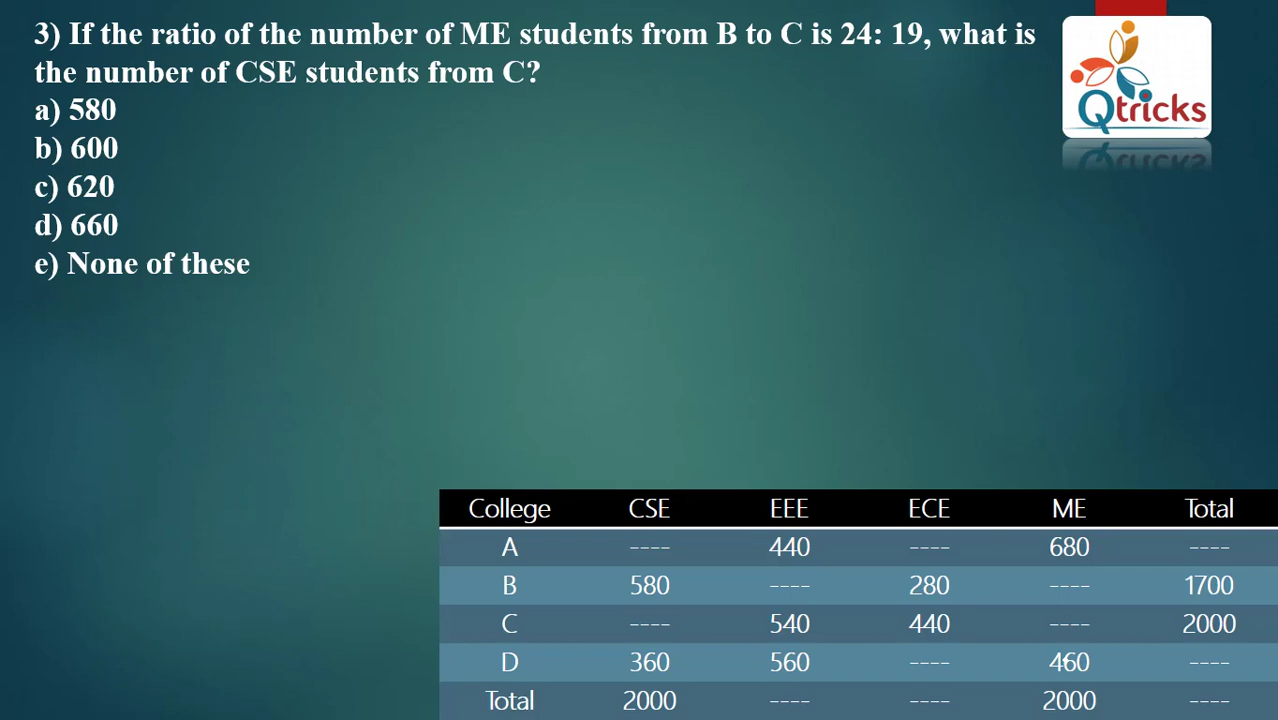 3) If the ratio of the number of ME students from B to C is 24: 19, what is
the number of CSE students from C?
a) 580
b) 600
c) 620
d) 660
e) None of these
Qtricks
College CSE EEE ECE ME Total
A ---- 440 ---- 680 ----
B 580 ---- 280 ---- 1700
C ---- 540 440 ---- 2000
D 360 560 ---- 460 ----
Total 2000 ---- ---- 2000 ----